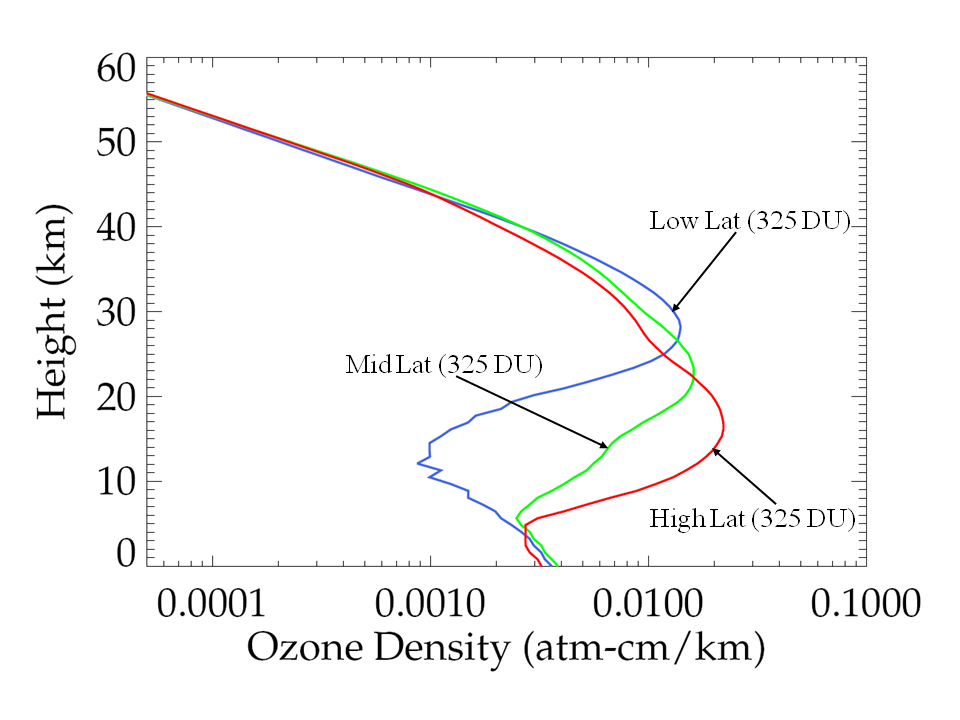 60
50
40
30
20
10
0
Height (km)
Low Lat (325 DU)
Mid Lat (325 DU)
High Lat (325 DU)
0.0001 0.0010 0.0100 0.1000
Ozone Density (atm-cm/km)